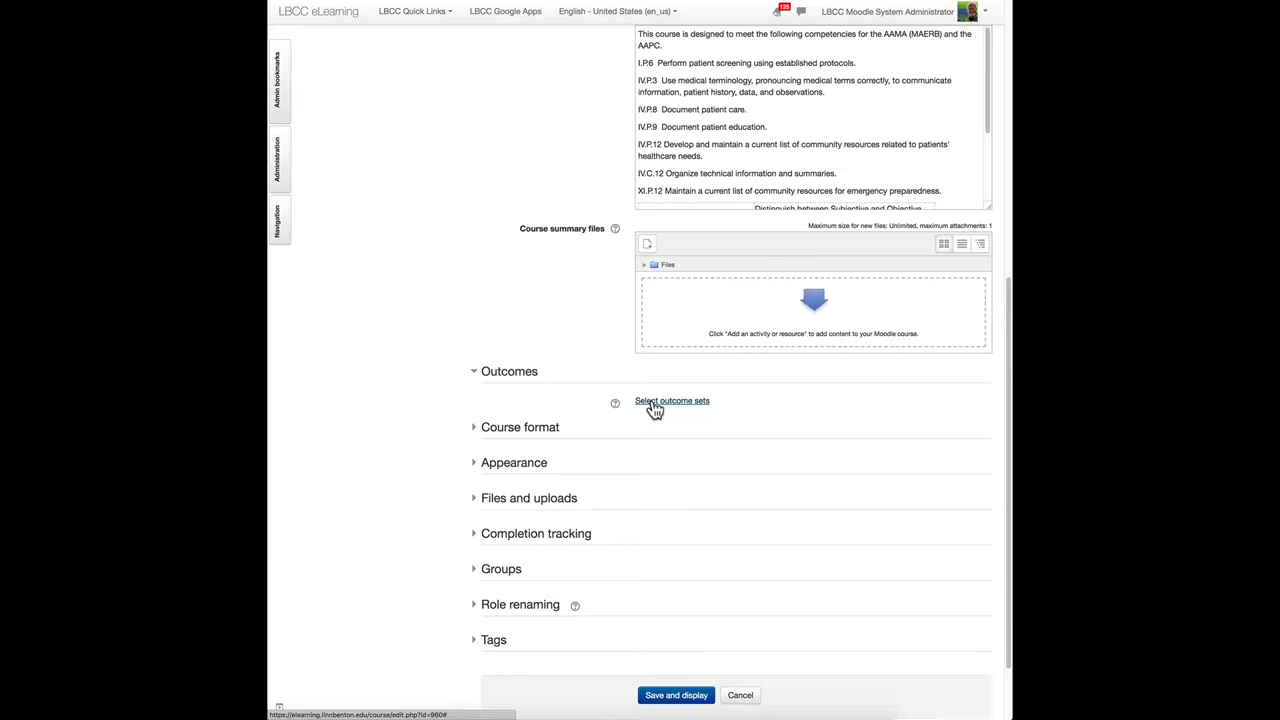 LBCC eLearning
LBCC Quick Links
LBCC Google Apps
English - United States (en_us)
125
LBCC Moodle System Administrator
Admin bookmarks
Administration
Navigation
This course is designed to meet the following competencies for the AAMA (MAERB) and the
AAPC.
I.P.6 Perform patient screening using established protocols.
IV.P.3 Use medical terminology, pronouncing medical terms correctly, to communicate
information, patient history, data, and observations.
IV.P.8 Document patient care.
IV.P.9 Document patient education.
IV.P.12 Develop and maintain a current list of community resources related to patients'
healthcare needs.
IV.C.12 Organize technical information and summaries.
XI.P.12 Maintain a current list of community resources for emergency preparedness.
Distinguish between Subjective and Objective
Course summary files
Maximum size for new files: Unlimited, maximum attachments: 1
Files
Click "Add an activity or resource" to add content to your Moodle course.
Outcomes
Select outcome sets
Course format
Appearance
Files and uploads
Completion tracking
Groups
Role renaming
Tags
Save and display
Cancel
https://elearning.linnbenton.edu/course/edit.php?id=960#